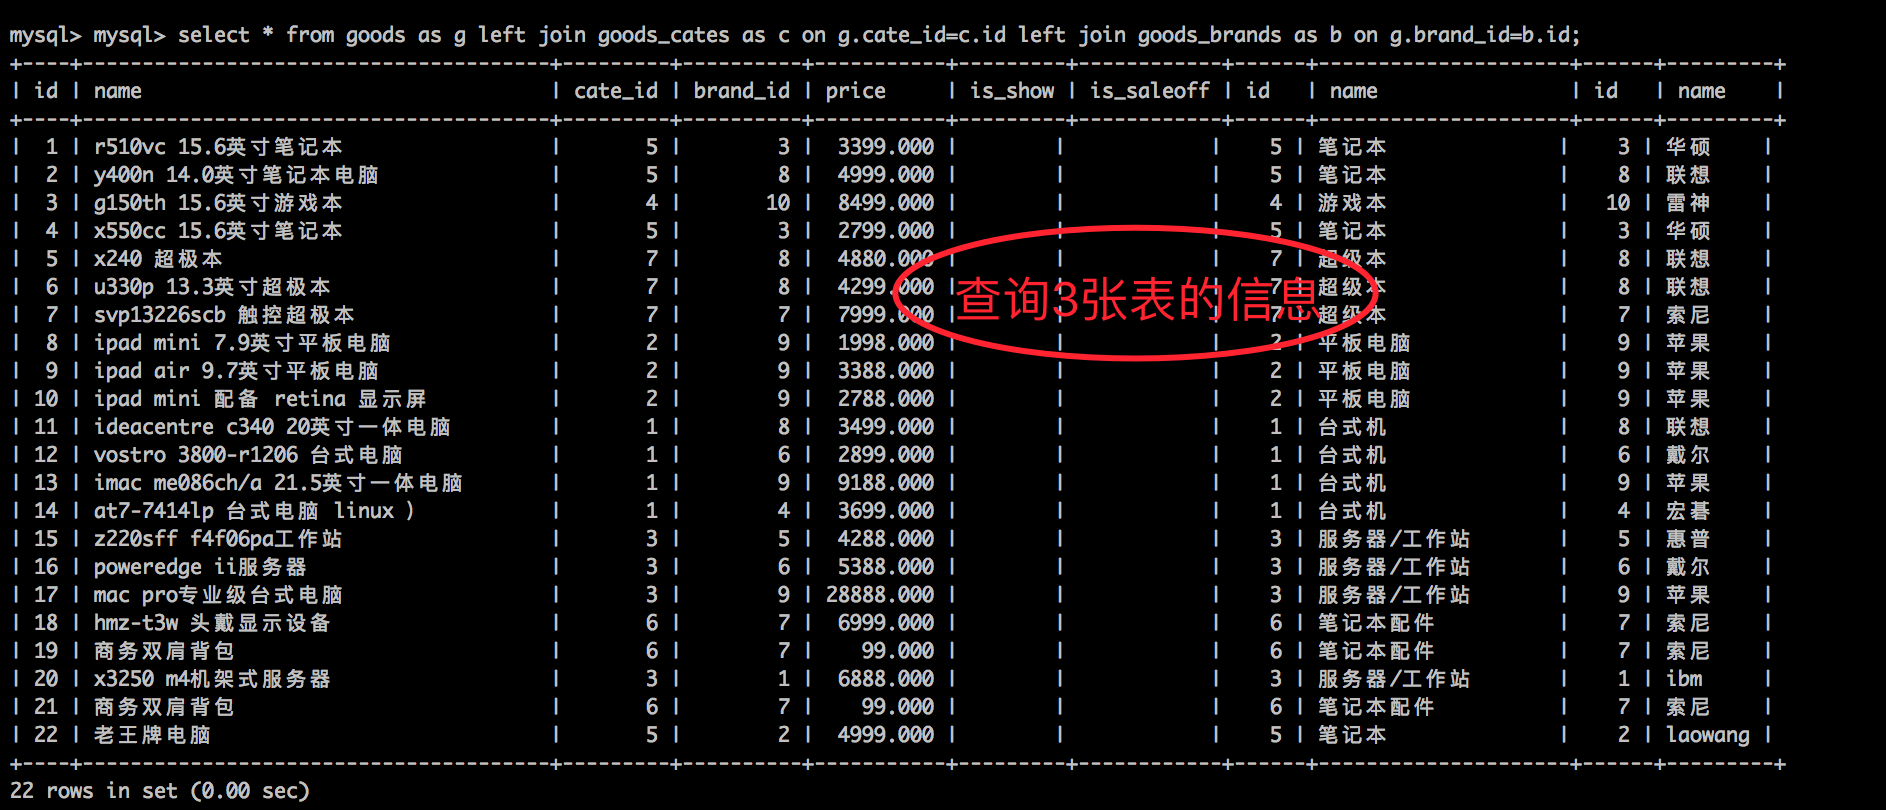 mysql> mysql> select * from goods as g left join goods_cates as c on g.cate_id=c.id left join goods_brands as b on g.brand_id=b.id;
| id | name | cate_id | brand_id | price | is_show | is_saleoff | id | name | id | name |
| 1 | r510vc 15.6英寸笔记本 | 5 | 3 | 3399.000 | | | 5 | 笔记本 | 3 | 华硕 |
| 2 | y400n 14.0英寸笔记本电脑 | 5 | 8 | 4999.000 | | | 5 | 笔记本 | 8 | 联想 |
| 3 | g150th 15.6英寸游戏本 | 4 | 10 | 8499.000 | | | 4 | 游戏本 | 10 | 雷神 |
| 4 | x550cc 15.6英寸笔记本 | 5 | 3 | 2799.000 | | | 5 | 笔记本 | 3 | 华硕 |
| 5 | x240 超极本 | 7 | 8 | 4880.000 | | | 7 | 超级本 | 8 | 联想 |
| 6 | u330p 13.3英寸超极本 | 7 | 8 | 4299.000 | | | 7 | 超级本 | 8 | 联想 |
查询3张表的信息
| 7 | svp13226scb 触控超极本 | 7 | 7 | 7999.000 | | | 7 | 超级本 | 7 | 索尼 |
| 8 | ipad mini 7.9英寸平板电脑 | 2 | 9 | 1998.000 | | | 2 | 平板电脑 | 9 | 苹果 |
| 9 | ipad air 9.7英寸平板电脑 | 2 | 9 | 3388.000 | | | 2 | 平板电脑 | 9 | 苹果 |
| 10 | ipad mini 配备 retina 显示屏 | 2 | 9 | 2788.000 | | | 2 | 平板电脑 | 9 | 苹果 |
| 11 | ideacentre c340 20英寸一体电脑 | 1 | 8 | 3499.000 | | | 1 | 台式机 | 8 | 联想 |
| 12 | vostro 3800-r1206 台式电脑 | 1 | 6 | 2899.000 | | | 1 | 台式机 | 6 | 戴尔 |
| 13 | imac me086ch/a 21.5英寸一体电脑 | 1 | 9 | 9188.000 | | | 1 | 台式机 | 9 | 苹果 |
| 14 | at7-7414lp 台式电脑 linux ) | 1 | 4 | 3699.000 | | | 1 | 台式机 | 4 | 宏碁 |
| 15 | z220sff f4f06pa工作站 | 3 | 5 | 4288.000 | | | 3 | 服务器/工作站 | 5 | 惠普 |
| 16 | poweredge ii服务器 | 3 | 6 | 5388.000 | | | 3 | 服务器/工作站 | 6 | 戴尔 |
| 17 | mac pro专业级台式电脑 | 3 | 9 | 28888.000 | | | 3 | 服务器/工作站 | 9 | 苹果 |
| 18 | hmz-t3w 头戴显示设备 | 6 | 7 | 6999.000 | | | 6 | 笔记本配件 | 7 | 索尼 |
| 19 | 商务双肩背包 | 6 | 7 | 99.000 | | | 6 | 笔记本配件 | 7 | 索尼 |
| 20 | x3250 m4机架式服务器 | 3 | 1 | 6888.000 | | | 3 | 服务器/工作站 | 1 | ibm |
| 21 | 商务双肩背包 | 6 | 7 | 99.000 | | | 6 | 笔记本配件 | 7 | 索尼 |
| 22 | 老王牌电脑 | 5 | 2 | 4999.000 | | | 5 | 笔记本 | 2 | laowang |
22 rows in set (0.00 sec)